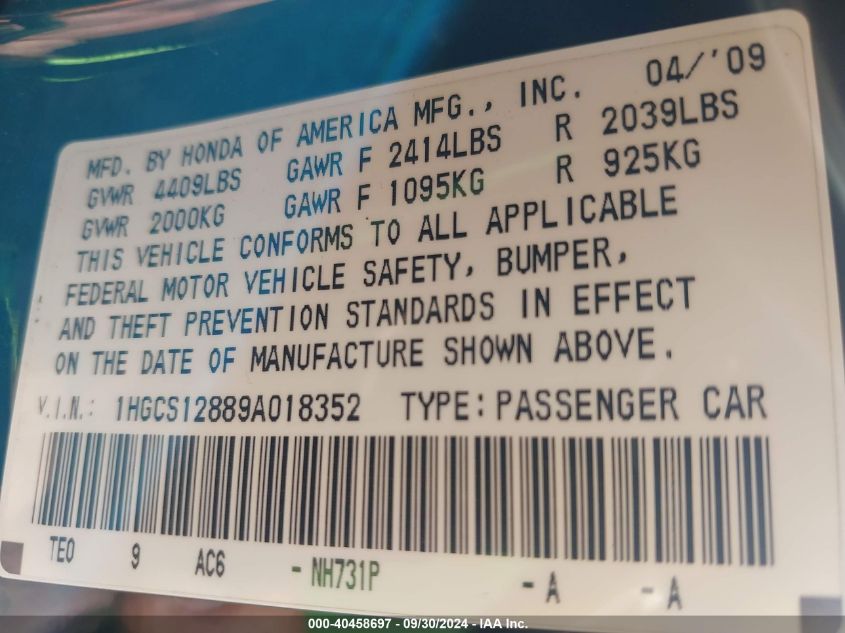 MFD. BY HONDA OF AMERICA MFG., INC. 04/'09
GVWR 4409LBS GAWR F 2414LBS R 2039LBS
GVWR 2000KG GAWR F 1095KG R 925KG
THIS VEHICLE CONFORMS TO ALL APPLICABLE
FEDERAL MOTOR VEHICLE SAFETY, BUMPER,
AND THEFT PREVENTION STANDARDS IN EFFECT
ON THE DATE OF MANUFACTURE SHOWN ABOVE.
V.I.N.: 1HGCS12889A018352 TYPE: PASSENGER CAR
TE0 9 AC6 - NH731P - A - A
000-40458697 - 09/30/2024 - IAA Inc.